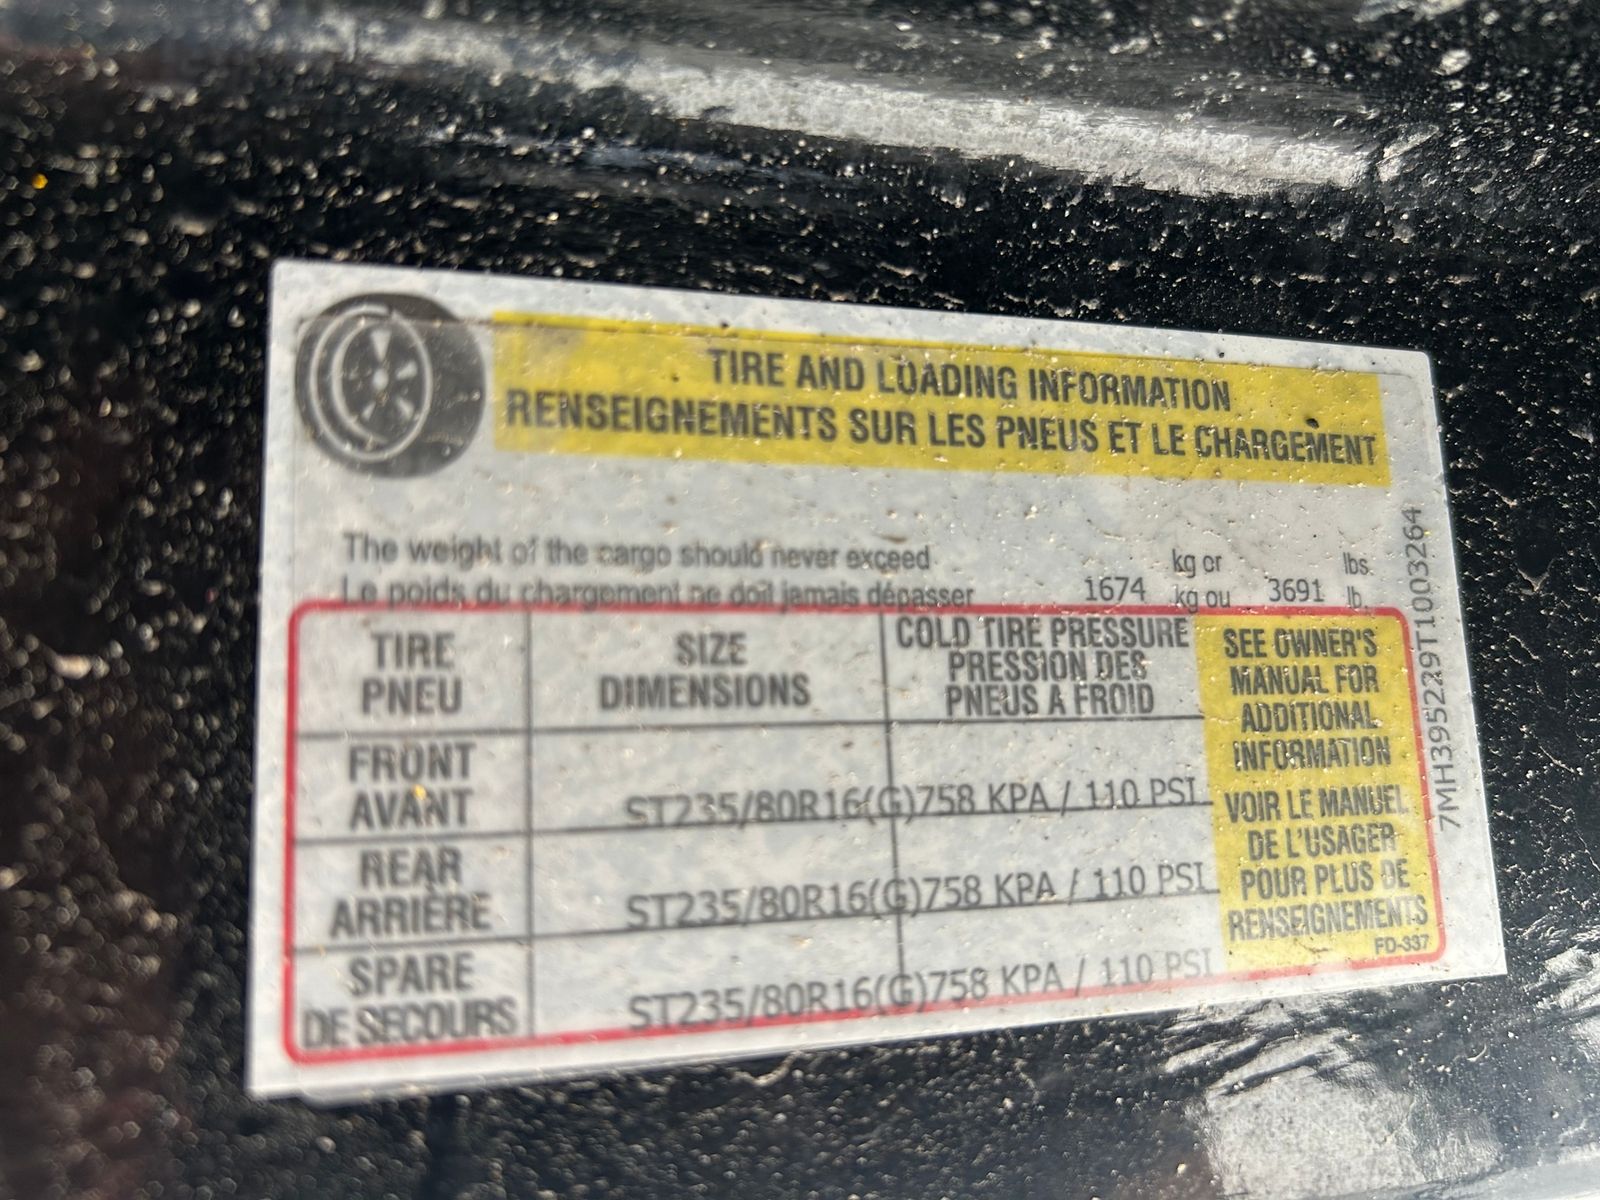 TIRE AND LOADING INFORMATION
RENSEIGNEMENTS SUR LES PNEUS ET LE CHARGEMENT
The weight of the cargo should never exceed kg or lbs.
Le poids du chargement ne doit jamais dépasser 1674 kg ou 3691 lb.
TIRE
PNEU
SIZE
DIMENSIONS
COLD TIRE PRESSURE
PRESSION DES
PNEUS A FROID
FRONT
AVANT
ST235/80R16(G) 758 KPA / 110 PSI
REAR
ARRIÈRE
ST235/80R16(G) 758 KPA / 110 PSI
SPARE
DE SECOURS
ST235/80R16(G) 758 KPA / 110 PSI
SEE OWNER'S
MANUAL FOR
ADDITIONAL
INFORMATION
VOIR LE MANUEL
DE L'USAGER
POUR PLUS DE
RENSEIGNEMENTS
FD-337
7MH395229T1003264